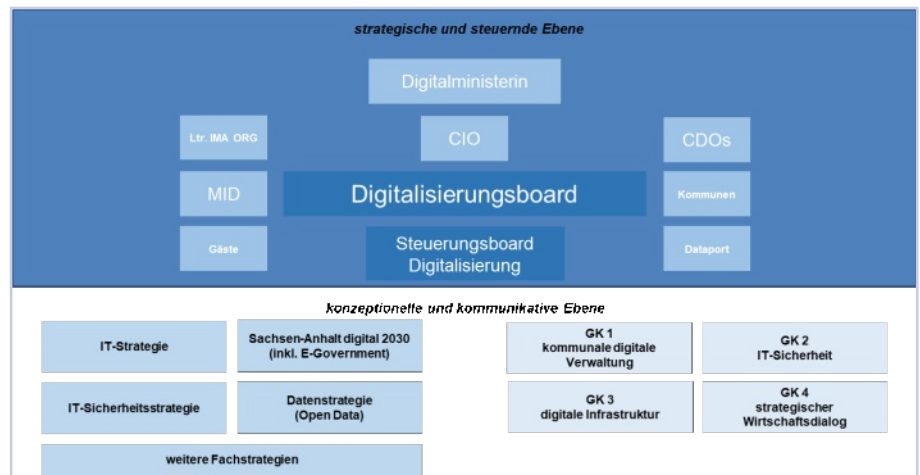 strategische und steuernde Ebene
Digitalministerin
Ltr. IMA ORG
CIO
CDOs
MID
Digitalisierungsboard
Kommunen
Gäste
Steuerungsboard
Digitalisierung
Dataport
konzeptionelle und kommunikative Ebene
IT-Strategie
Sachsen-Anhalt digital 2030
(inkl. E-Government)
GK 1
kommunale digitale
Verwaltung
GK 2
IT-Sicherheit
IT-Sicherheitsstrategie
Datenstrategie
(Open Data)
GK 3
digitale Infrastruktur
GK 4
strategischer
Wirtschaftsdialog
weitere Fachstrategien